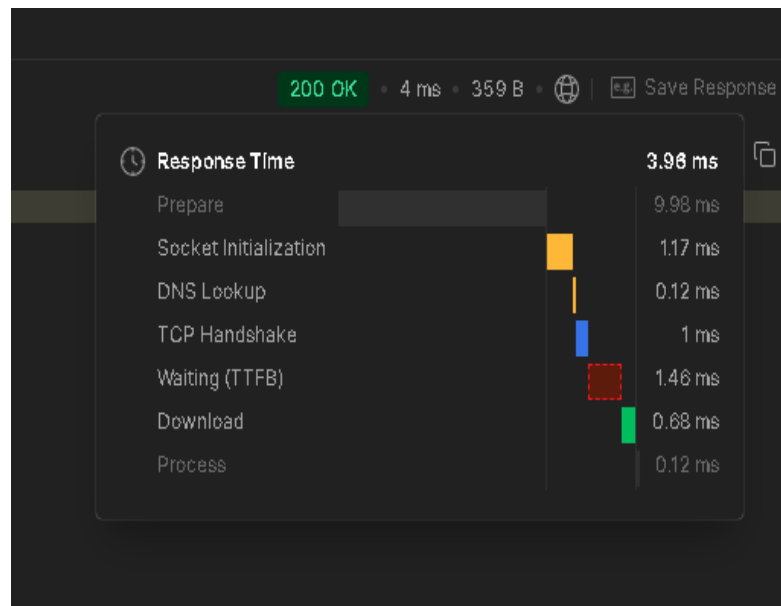 200 OK • 4 ms • 359 B • e.g. Save Response
Response Time 3.96 ms
Prepare 9.98 ms
Socket Initialization 1.17 ms
DNS Lookup 0.12 ms
TCP Handshake 1 ms
Waiting (TTFB) 1.46 ms
Download 0.68 ms
Process 0.12 ms